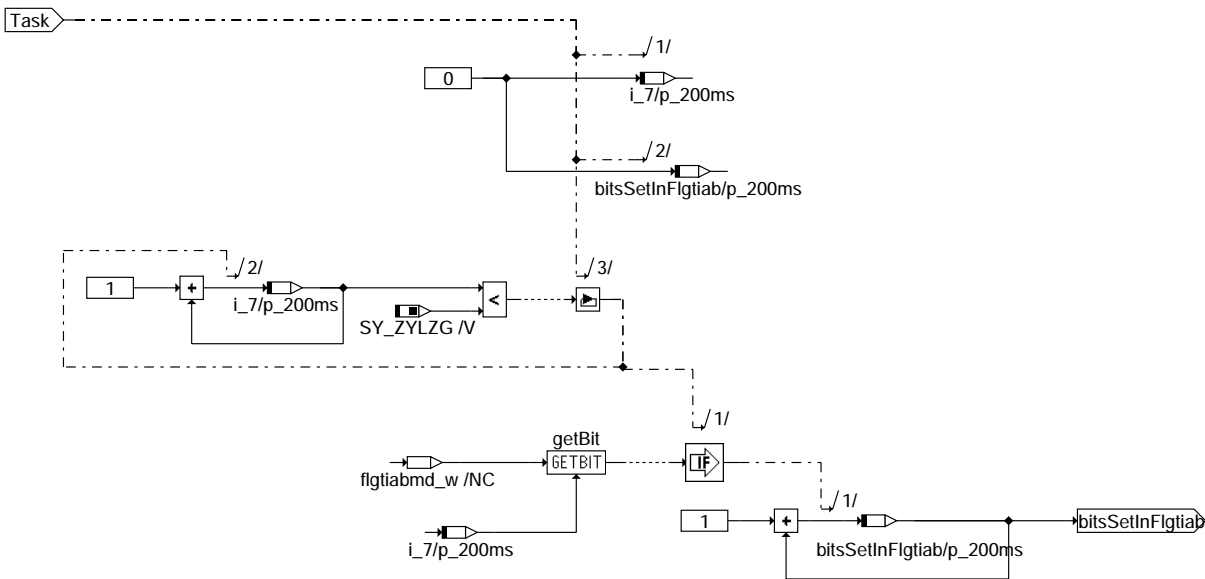 Task
/1/
0
i_7/p_200ms
/2/
bitsSetInFlgtiab/p_200ms
/2/
/3/
1
+
i_7/p_200ms
<
SY_ZYLZG /V
/1/
getBit
GETBIT
IF
flgtiabmd_w /NC
/1/
1
+
bitsSetInFlgtiab
i_7/p_200ms
bitsSetInFlgtiab/p_200ms